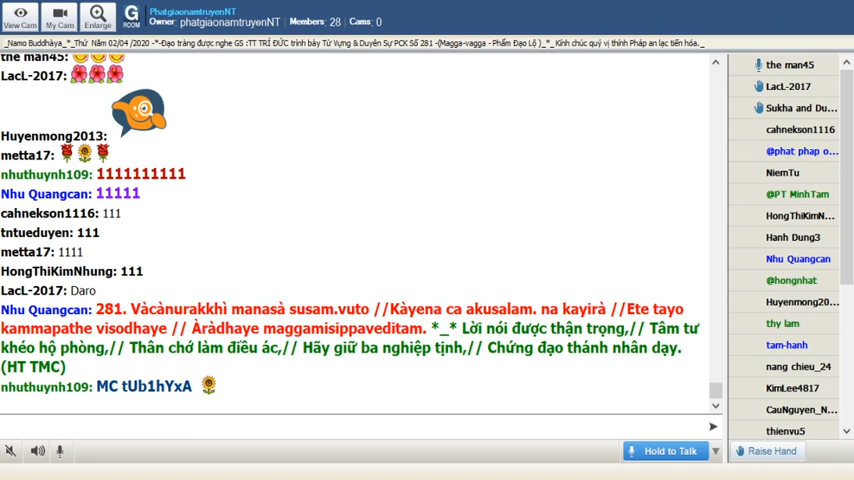 PhatgiaonamtruyenNT
Owner: phatgiaonamtruyenNT | Members: 28 | Cams: 0
View Cam
My Cam
Enlarge
G
ROOM
_Namo Buddhàya_*_Thứ Năm 02/04 /2020 -*-Đạo tràng được nghe GS :TT TRÍ ĐỨC trình bày Tứ Vựng & Duyên Sự PCK Số 281 -(Magga-vagga - Phẩm Đạo Lộ )_*_ Kính chúc quý vị thính Pháp an lạc tiến hóa._
the man45:
LacL-2017:
Huyenmong2013:
metta17:
nhuthuynh109: 1111111111
Nhu Quangcan: 11111
cahnekson1116: 111
tntueduyen: 111
metta17: 1111
HongThiKimNhung: 111
LacL-2017: Daro
Nhu Quangcan: 281. Vàcànurakkhì manasà susam.vuto //Kàyena ca akusalam. na kayirà //Ete tayo
kammapathe visodhaye // Àràdhaye maggamisippaveditam. *_* Lời nói được thận trọng,// Tâm tư
khéo hộ phòng,// Thân chớ làm điều ác,// Hãy giữ ba nghiệp tịnh,// Chứng đạo thánh nhân dạy.
(HT TMC)
nhuthuynh109: MC tUb1hYxA
the man45
LacL-2017
Sukha and Du...
cahnekson1116
@phat phap o...
NiemTu
@PT MinhTam
HongThiKimN...
Hanh Dung3
Nhu Quangcan
@hongnhat
Huyenmong20...
thy lam
tam-hanh
nang chieu_24
KimLee4817
CauNguyen_N...
thienvu5
Hold to Talk
Raise Hand